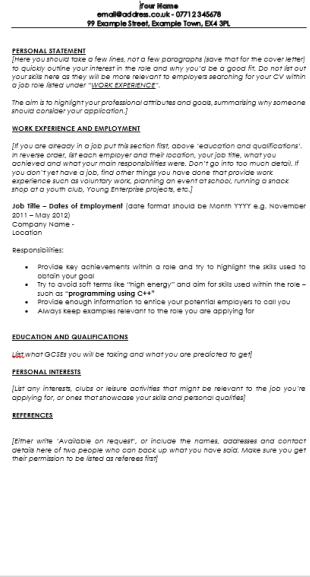 Your Name
email@address.co.uk - 07712 345678
99 Example Street, Example Town, EX4 3PL
PERSONAL STATEMENT
[Here you should take a few lines, not a few paragraphs (save that for the cover letter)
to quickly outline your interest in the role and why you'd be a good fit. Do not list out
your skills here as they will be more relevant to employers searching for your CV within
a job role listed under "WORK EXPERIENCE".
The aim is to highlight your professional attributes and goals, summarising why someone
should consider your application.]
WORK EXPERIENCE AND EMPLOYMENT
[If you are already in a job put this section first, above 'education and qualifications'.
In reverse order, list each employer and their location, your job title, what you
achieved and what your main responsibilities were. Don't go into too much detail. If
you don't yet have a job, find other things you have done that provide work
experience such as voluntary work, planning an event at school, running a snack
shop at a youth club, Young Enterprise projects, etc.]
Job Title – Dates of Employment (date format should be Month YYYY e.g. November
2011 – May 2012)
Company Name -
Location
Responsibilities:
• Provide key achievements within a role and try to highlight the skills used to
obtain your goal
• Try to avoid soft terms like "high energy" and aim for skills used within the role –
such as "programming using C++"
• Provide enough information to entice your potential employers to call you
• Always keep examples relevant to the role you are applying for
EDUCATION AND QUALIFICATIONS
[List what GCSEs you will be taking and what you are predicted to get]
PERSONAL INTERESTS
[List any interests, clubs or leisure activities that might be relevant to the job you're
applying for, or ones that showcase your skills and personal qualities]
REFERENCES
[Either write 'Available on request', or include the names, addresses and contact
details here of two people who can back up what you have said. Make sure you get
their permission to be listed as referees first]